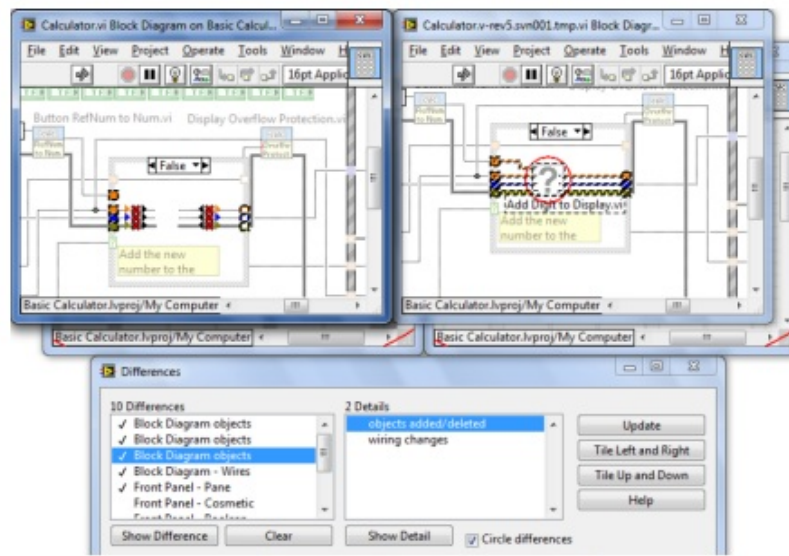 Calculator.vi Block Diagram on Basic Calcul...
File Edit View Project Operate Tools Window H
16pt Applic
Button RefNum to Num.vi Display Overflow Protection.vi
False
Add the new
number to the
Basic Calculator.lvproj/My Computer
Basic Calculator.lvproj/My Computer
Calculator.v-rev5.svn001.tmp.vi Block Diagr...
File Edit View Project Operate Tools Window H
16pt Applic
False
?
Add Digit to Display.vi
Add the new
number to the
Basic Calculator.lvproj/My Computer
Basic Calculator.lvproj/My Computer
Differences
10 Differences
Block Diagram objects
Block Diagram objects
Block Diagram objects
Block Diagram - Wires
Front Panel - Pane
Front Panel - Cosmetic
Show Difference
Clear
2 Details
objects added/deleted
wiring changes
Show Detail
Circle differences
Update
Tile Left and Right
Tile Up and Down
Help